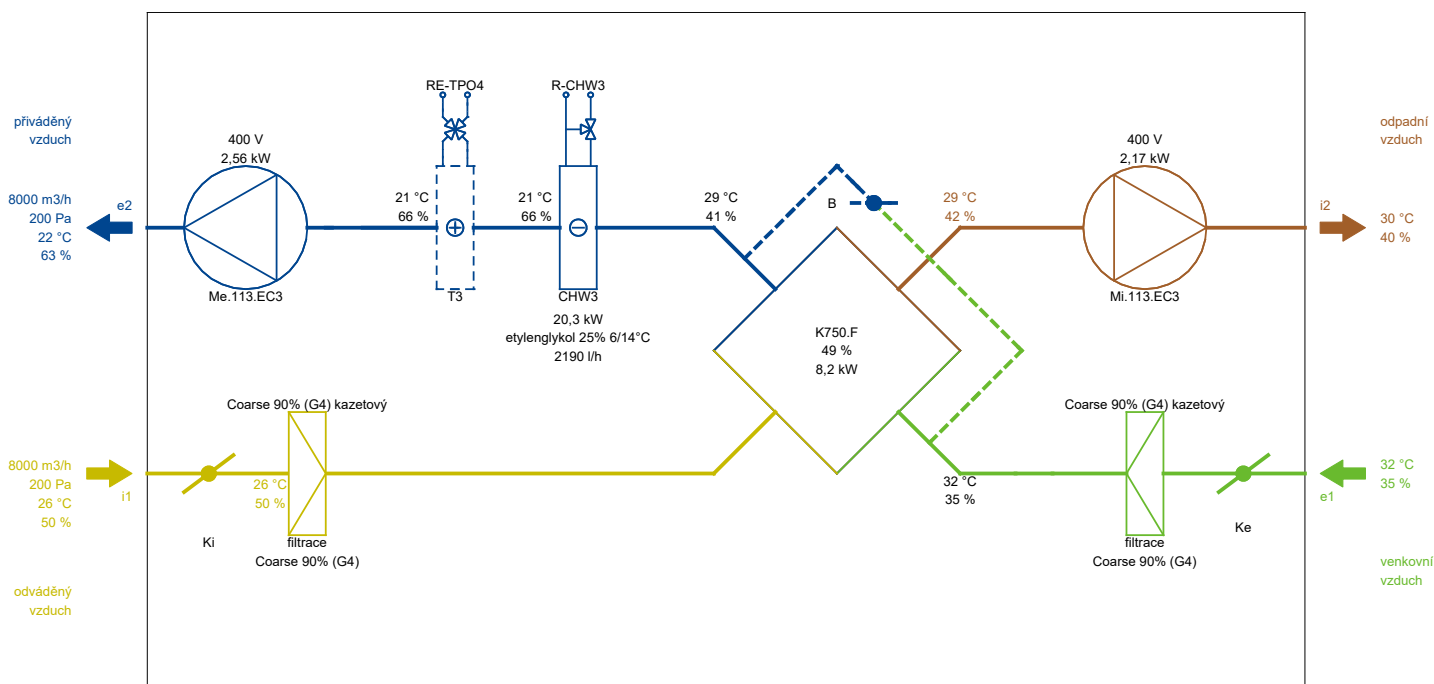 RE-TPO4
R-CHW3
přiváděný
vzduch
400 V
2,56 kW
400 V
2,17 kW
odpadní
vzduch
8000 m3/h
200 Pa
22 °C
63 %
e2
21 °C
66 %
21 °C
66 %
29 °C
41 %
B
29 °C
42 %
i2
30 °C
40 %
Me.113.EC3
T3
CHW3
Mi.113.EC3
20,3 kW
etylenglykol 25% 6/14°C
2190 l/h
K750.F
49 %
8,2 kW
Coarse 90% (G4) kazetový
Coarse 90% (G4) kazetový
8000 m3/h
200 Pa
26 °C
50 %
i1
26 °C
50 %
32 °C
35 %
32 °C
35 %
e1
Ki
filtrace
Coarse 90% (G4)
filtrace
Coarse 90% (G4)
Ke
odváděný
vzduch
venkovní
vzduch